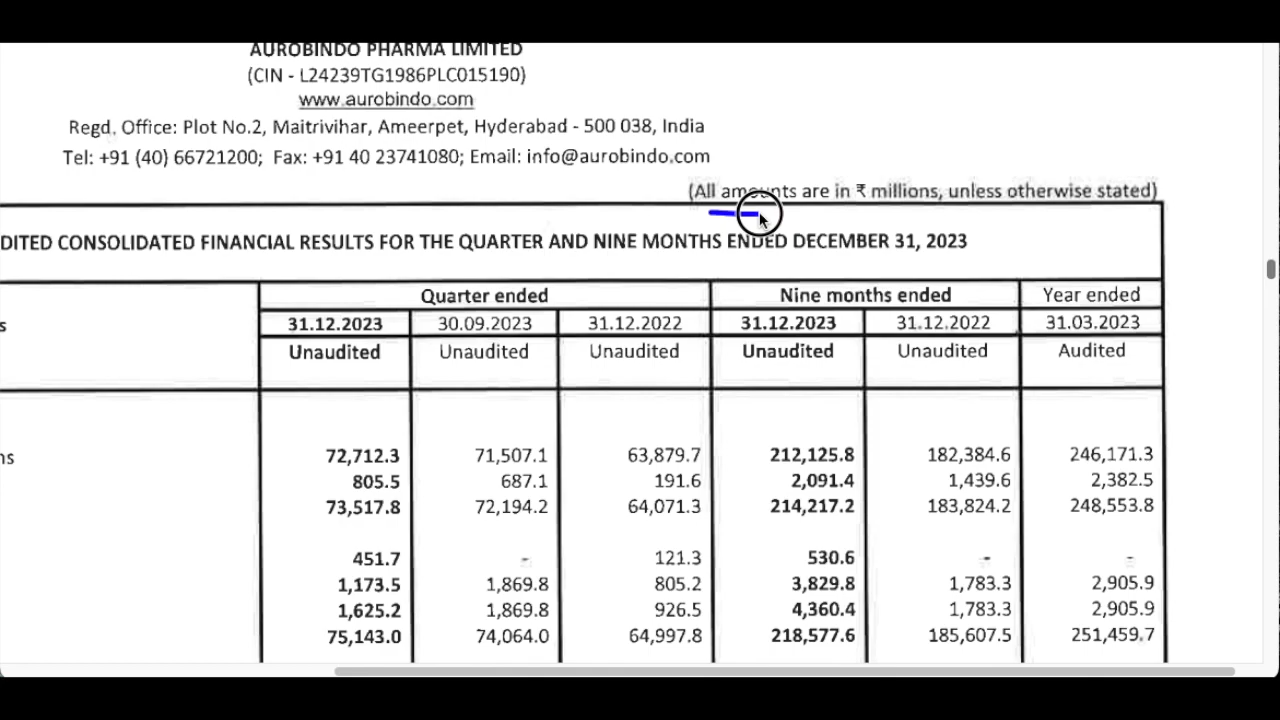 AUROBINDO PHARMA LIMITED
(CIN - L24239TG1986PLC015190)
www.aurobindo.com
Regd. Office: Plot No.2, Maitrivihar, Ameerpet, Hyderabad - 500 038, India
Tel: +91 (40) 66721200; Fax: +91 40 23741080; Email: info@aurobindo.com
(All amounts are in ₹ millions, unless otherwise stated)
DITED CONSOLIDATED FINANCIAL RESULTS FOR THE QUARTER AND NINE MONTHS ENDED DECEMBER 31, 2023
Quarter ended Nine months ended Year ended
s 31.12.2023 30.09.2023 31.12.2022 31.12.2023 31.12.2022 31.03.2023
Unaudited Unaudited Unaudited Unaudited Unaudited Audited
ns 72,712.3 71,507.1 63,879.7 212,125.8 182,384.6 246,171.3
805.5 687.1 191.6 2,091.4 1,439.6 2,382.5
73,517.8 72,194.2 64,071.3 214,217.2 183,824.2 248,553.8
451.7 - 121.3 530.6 - -
1,173.5 1,869.8 805.2 3,829.8 1,783.3 2,905.9
1,625.2 1,869.8 926.5 4,360.4 1,783.3 2,905.9
75,143.0 74,064.0 64,997.8 218,577.6 185,607.5 251,459.7